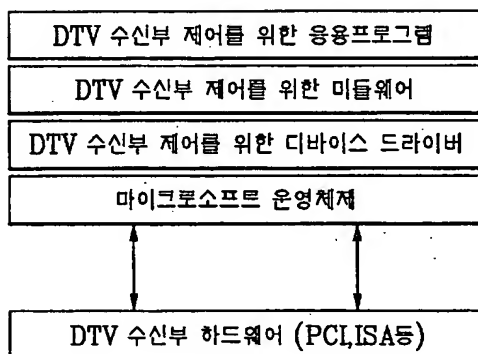 DTV 수신부 제어를 위한 응용프로그램
DTV 수신부 제어를 위한 미들웨어
DTV 수신부 제어를 위한 디바이스 드라이버
마이크로소프트 운영체제
DTV 수신부 하드웨어 (PCI,ISA등)